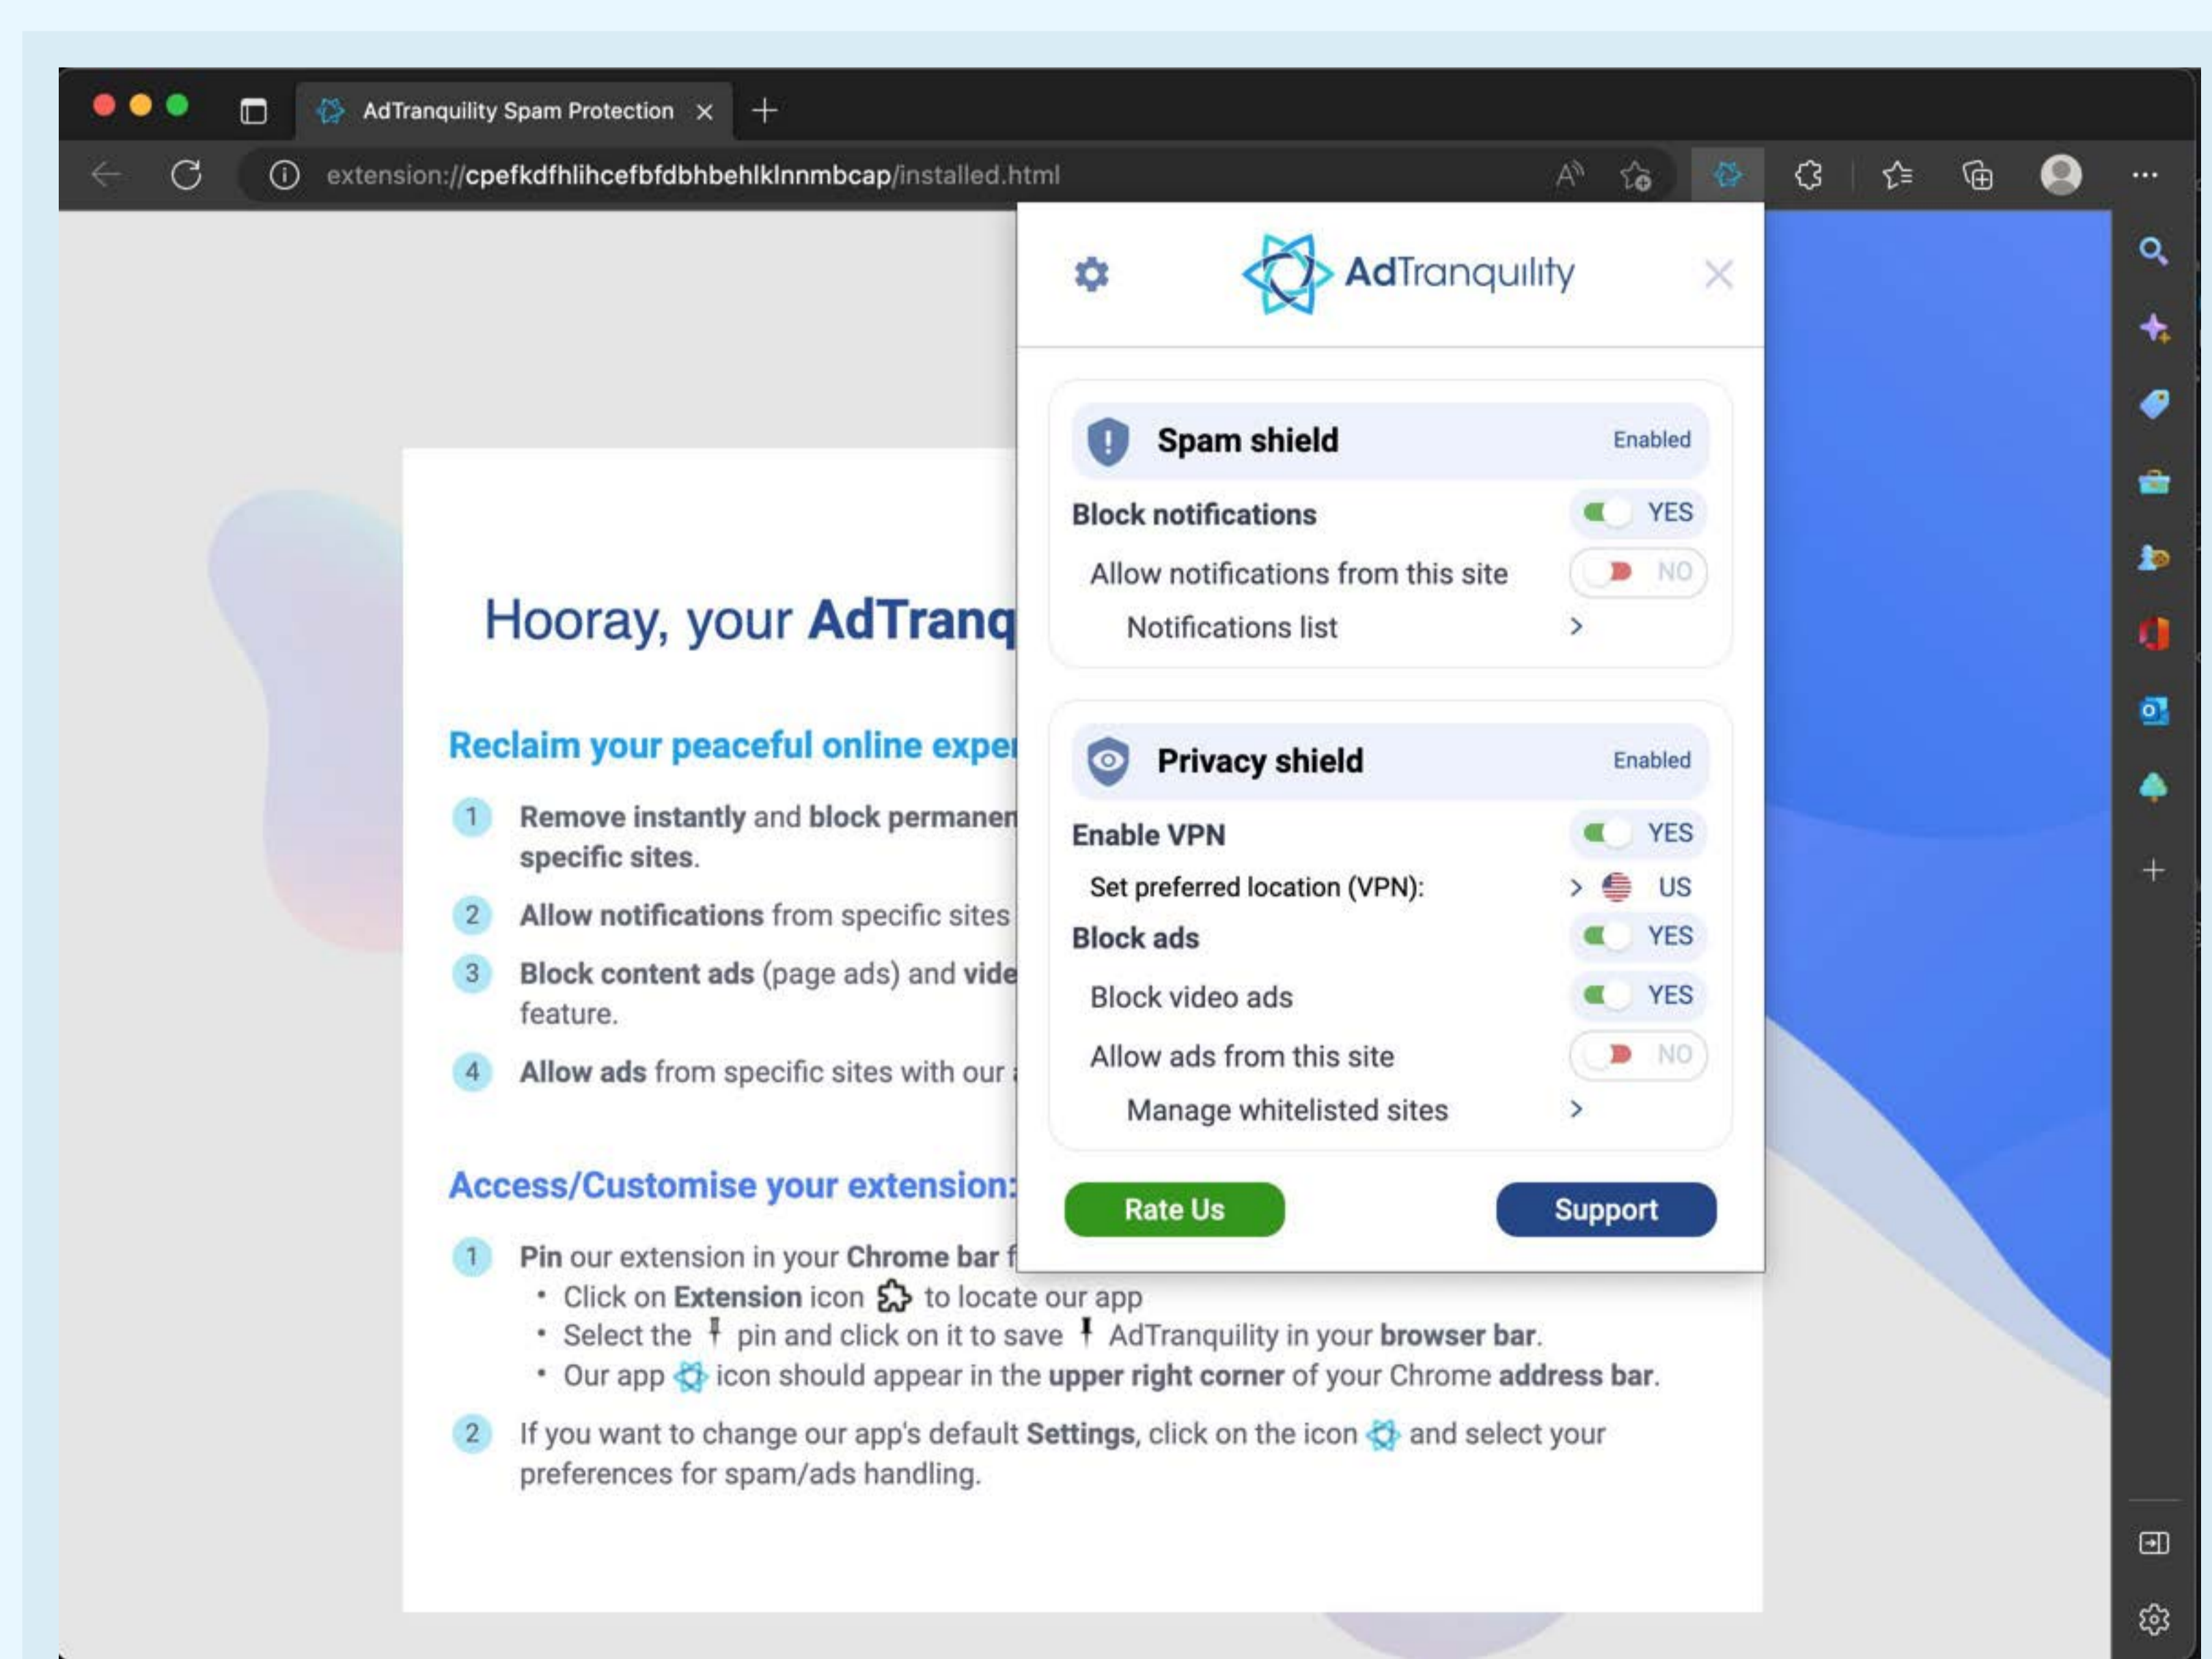 AdTranquility Spam Protection
extension://cpefkdfhlihcefbfdbhbehlklnnmbcap/installed.html
AdTranquility
Spam shield Enabled
Block notifications YES
Allow notifications from this site NO
Notifications list
Privacy shield Enabled
Enable VPN YES
Set preferred location (VPN): US
Block ads YES
Block video ads YES
Allow ads from this site NO
Manage whitelisted sites
Rate Us Support
Hooray, your AdTranq
Reclaim your peaceful online exper
1 Remove instantly and block permanen
specific sites.
2 Allow notifications from specific sites
3 Block content ads (page ads) and vide
feature.
4 Allow ads from specific sites with our
Access/Customise your extension:
1 Pin our extension in your Chrome bar f
• Click on Extension icon to locate our app
• Select the pin and click on it to save AdTranquility in your browser bar.
• Our app icon should appear in the upper right corner of your Chrome address bar.
2 If you want to change our app's default Settings, click on the icon and select your
preferences for spam/ads handling.